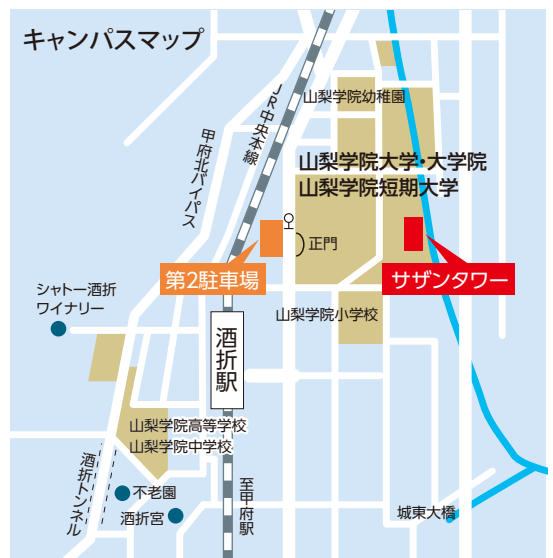 キャンパスマップ
山梨学院幼稚園
JR中央本線
甲府北バイパス
山梨学院大学・大学院
山梨学院短期大学
正門
第2駐車場
サザンタワー
シャトー酒折
ワイナリー
山梨学院小学校
酒折駅
山梨学院高等学校
山梨学院中学校
酒折トンネル
不老園
酒折宮
至甲府駅
城東大橋